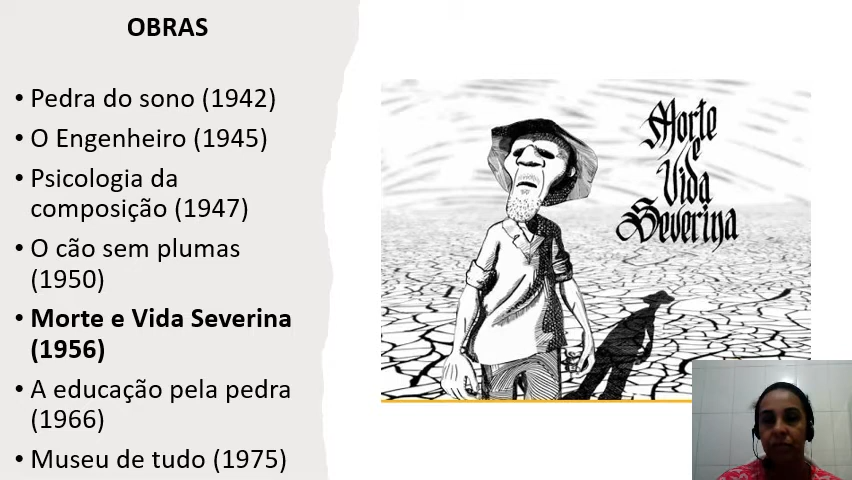 OBRAS
• Pedra do sono (1942)
• O Engenheiro (1945)
• Psicologia da
composição (1947)
• O cão sem plumas
(1950)
• Morte e Vida Severina
(1956)
• A educação pela pedra
(1966)
• Museu de tudo (1975)
Morte
e
Vida
Severina